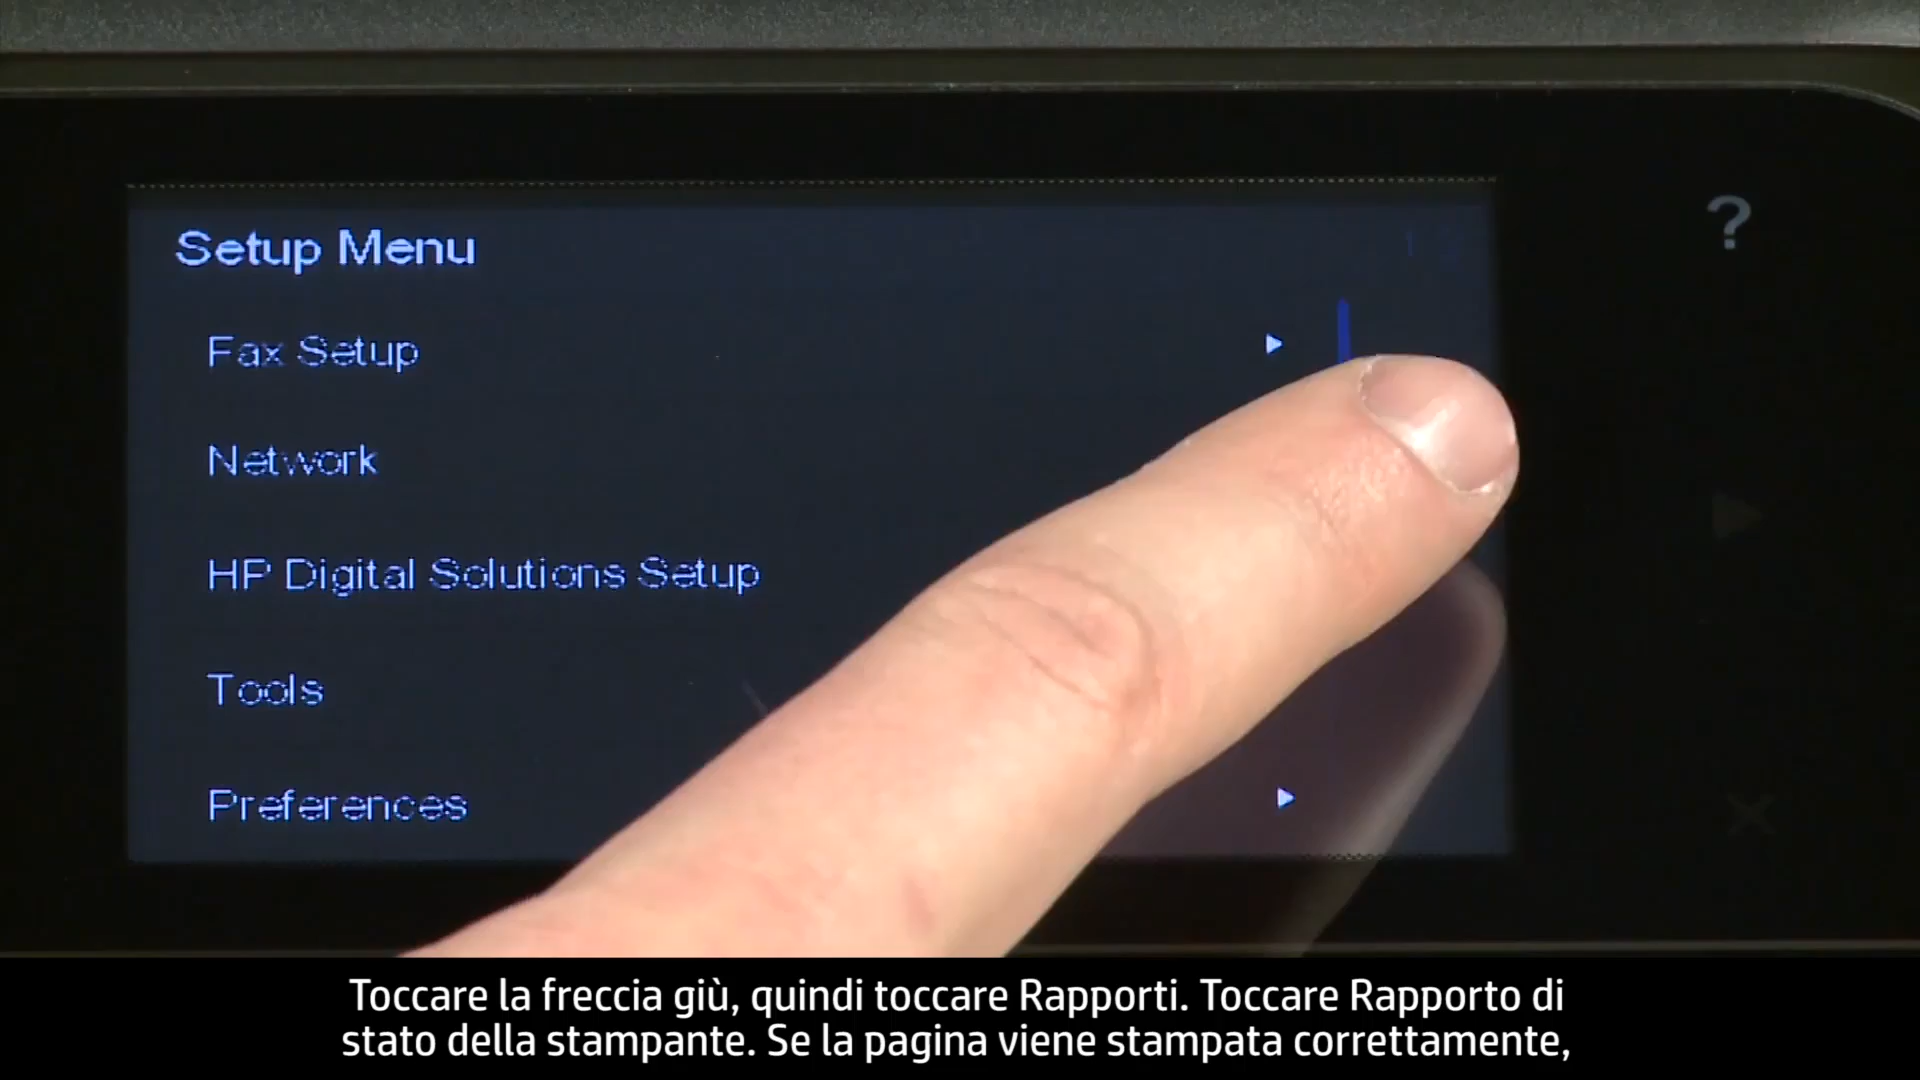 Setup Menu
?
Fax Setup
Network
HP Digital Solutions Setup
Tools
Preferences
Toccare la freccia giù, quindi toccare Rapporti. Toccare Rapporto di
stato della stampante. Se la pagina viene stampata correttamente,